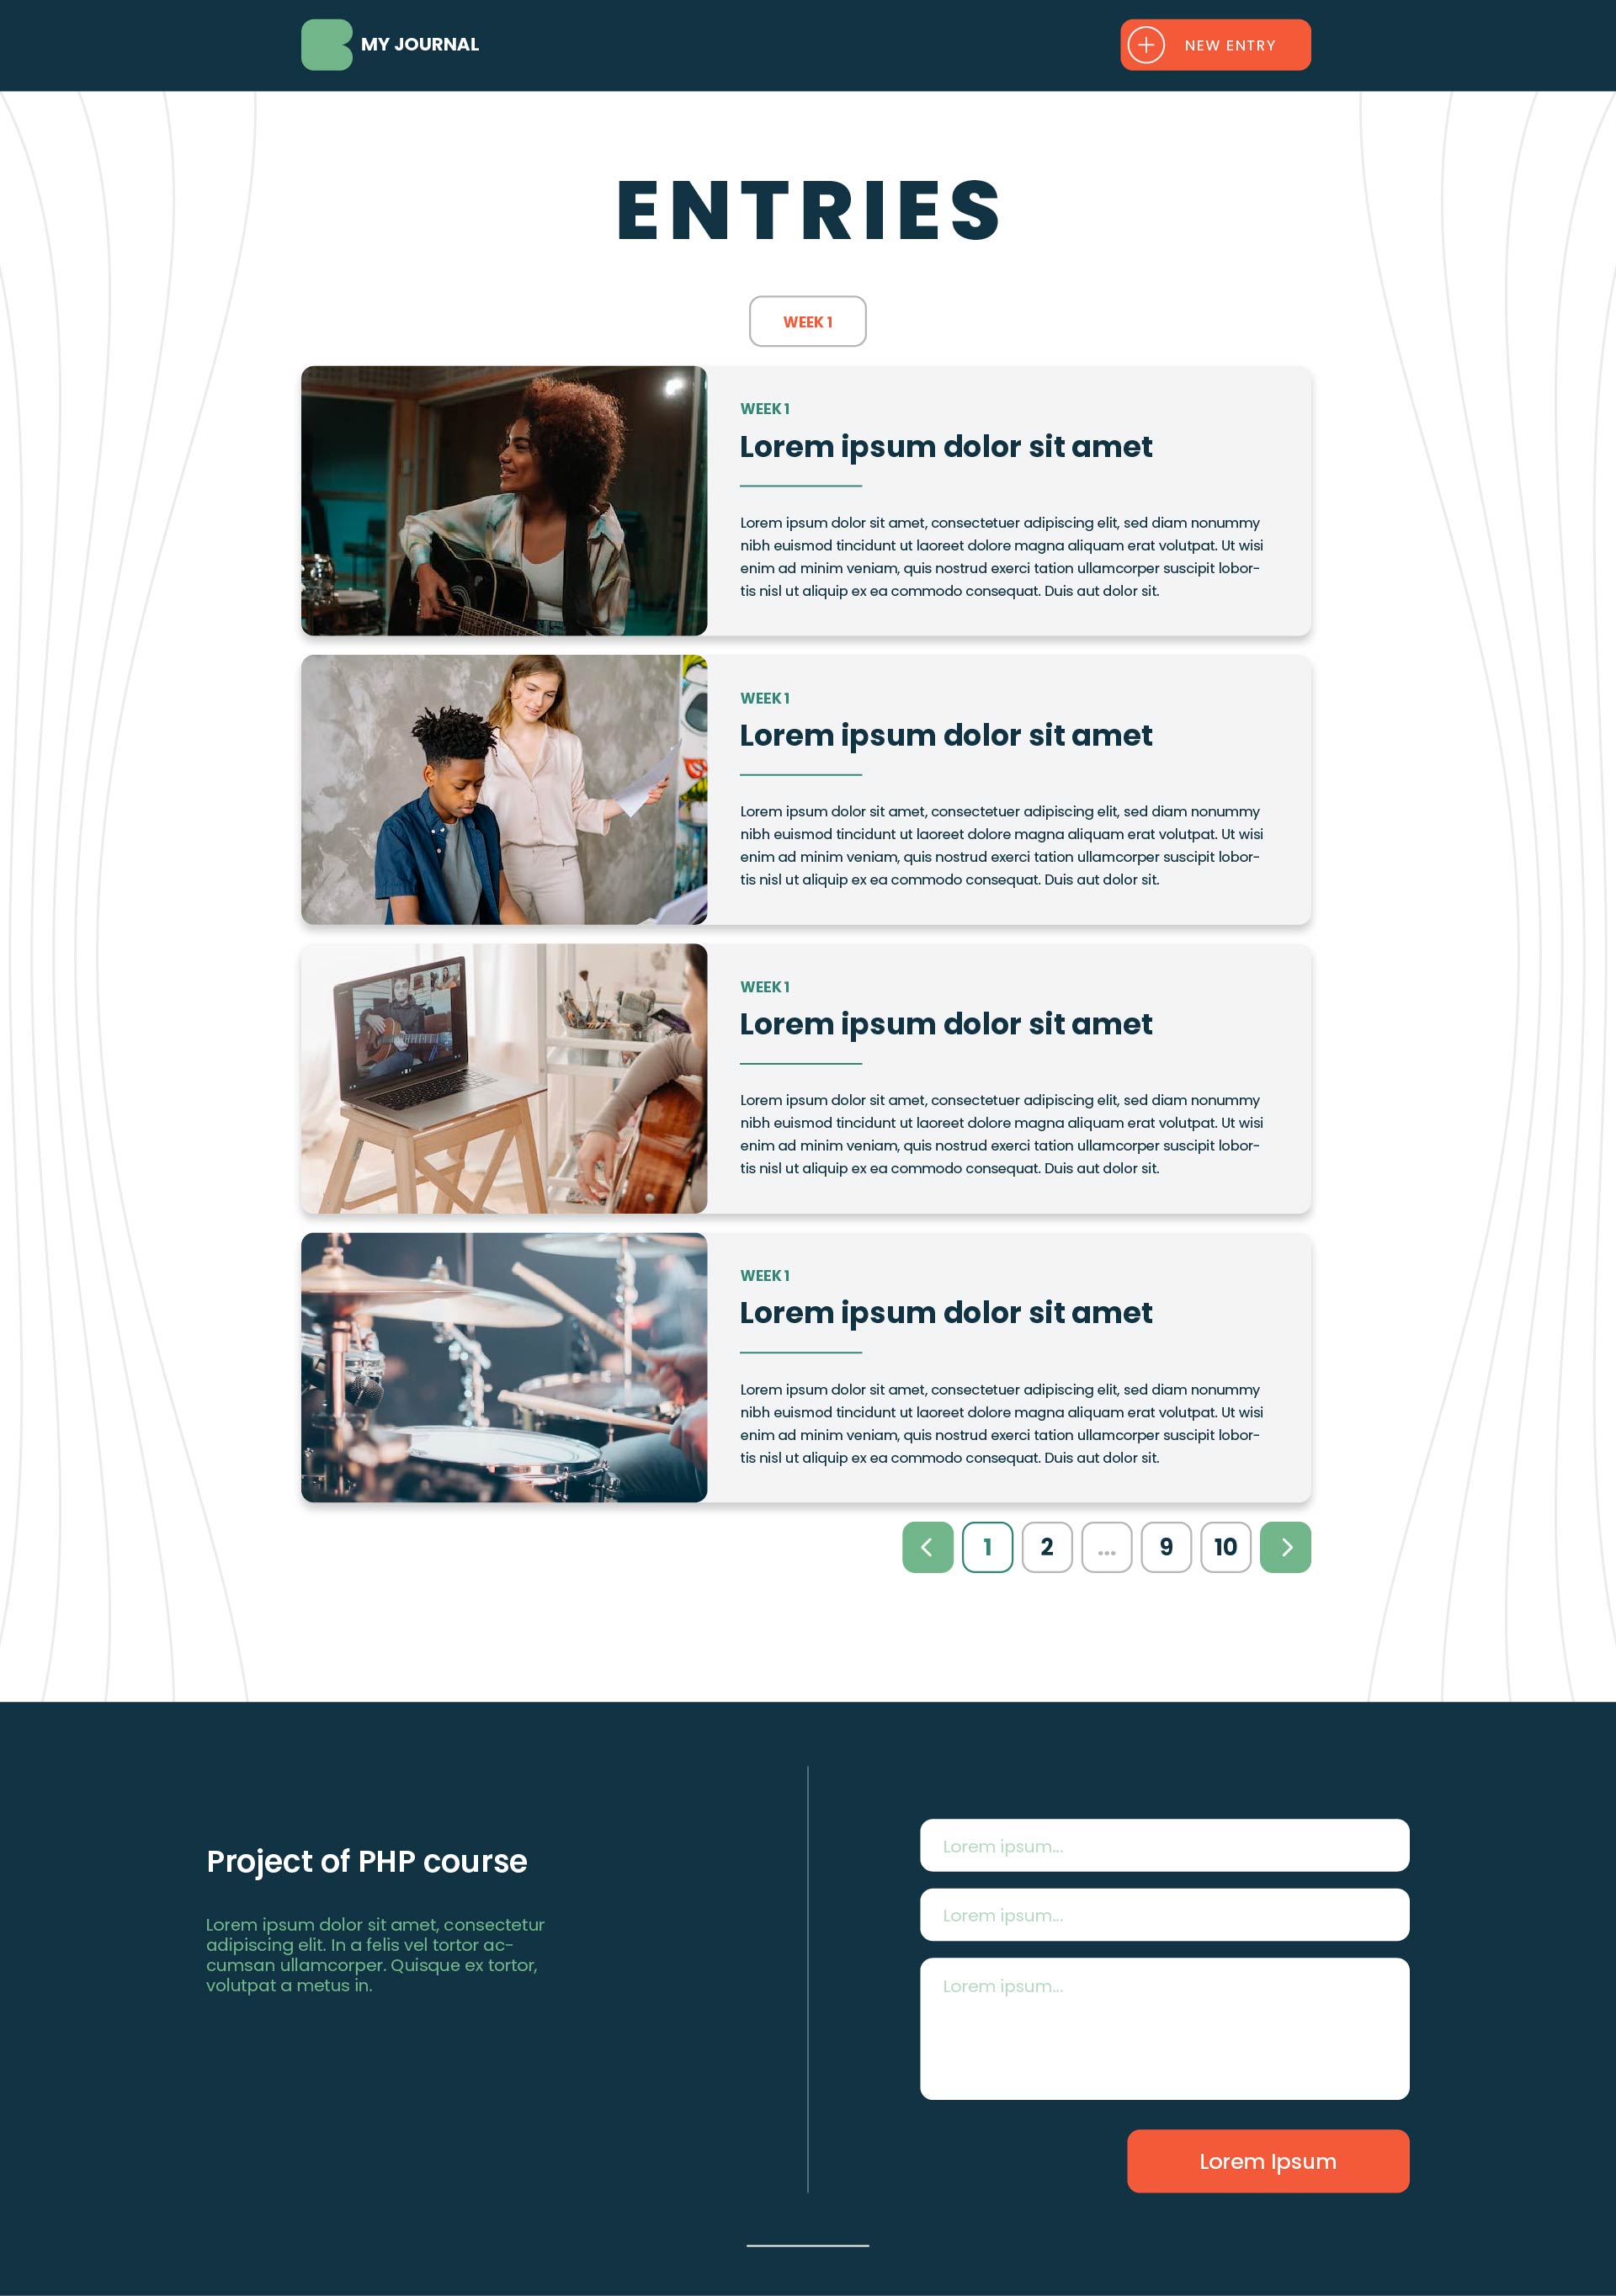 MY JOURNAL
NEW ENTRY
ENTRIES
WEEK 1
WEEK 1
Lorem ipsum dolor sit amet
Lorem ipsum dolor sit amet, consectetuer adipiscing elit, sed diam nonummy
nibh euismod tincidunt ut laoreet dolore magna aliquam erat volutpat. Ut wisi
enim ad minim veniam, quis nostrud exerci tation ullamcorper suscipit lobor-
tis nisl ut aliquip ex ea commodo consequat. Duis aut dolor sit.
WEEK 1
Lorem ipsum dolor sit amet
Lorem ipsum dolor sit amet, consectetuer adipiscing elit, sed diam nonummy
nibh euismod tincidunt ut laoreet dolore magna aliquam erat volutpat. Ut wisi
enim ad minim veniam, quis nostrud exerci tation ullamcorper suscipit lobor-
tis nisl ut aliquip ex ea commodo consequat. Duis aut dolor sit.
WEEK 1
Lorem ipsum dolor sit amet
Lorem ipsum dolor sit amet, consectetuer adipiscing elit, sed diam nonummy
nibh euismod tincidunt ut laoreet dolore magna aliquam erat volutpat. Ut wisi
enim ad minim veniam, quis nostrud exerci tation ullamcorper suscipit lobor-
tis nisl ut aliquip ex ea commodo consequat. Duis aut dolor sit.
WEEK 1
Lorem ipsum dolor sit amet
Lorem ipsum dolor sit amet, consectetuer adipiscing elit, sed diam nonummy
nibh euismod tincidunt ut laoreet dolore magna aliquam erat volutpat. Ut wisi
enim ad minim veniam, quis nostrud exerci tation ullamcorper suscipit lobor-
tis nisl ut aliquip ex ea commodo consequat. Duis aut dolor sit.
1 2 ... 9 10
Project of PHP course
Lorem ipsum dolor sit amet, consectetur
adipiscing elit. In a felis vel tortor ac-
cumsan ullamcorper. Quisque ex tortor,
volutpat a metus in.
Lorem ipsum...
Lorem ipsum...
Lorem ipsum...
Lorem Ipsum